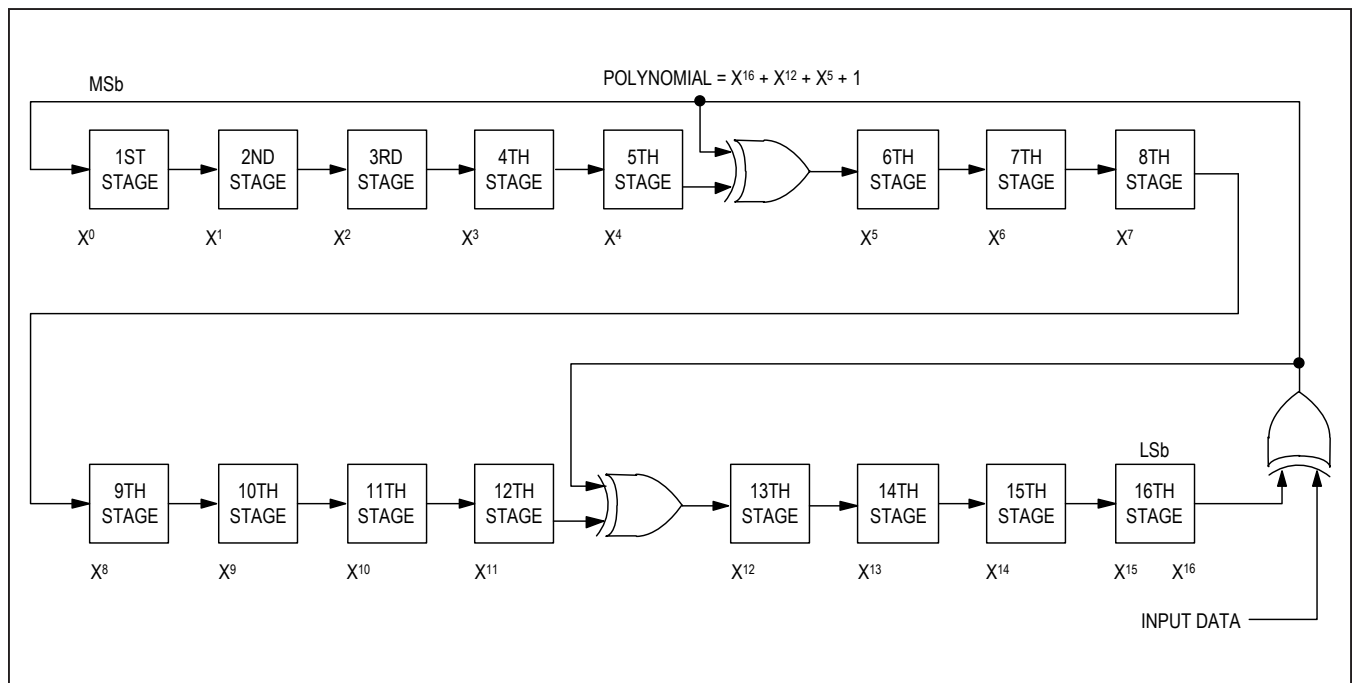 MSb
POLYNOMIAL = X¹⁶ + X¹² + X⁵ + 1
1ST
STAGE
2ND
STAGE
3RD
STAGE
4TH
STAGE
5TH
STAGE
6TH
STAGE
7TH
STAGE
8TH
STAGE
X⁰
X¹
X²
X³
X⁴
X⁵
X⁶
X⁷
LSb
9TH
STAGE
10TH
STAGE
11TH
STAGE
12TH
STAGE
13TH
STAGE
14TH
STAGE
15TH
STAGE
16TH
STAGE
X⁸
X⁹
X¹⁰
X¹¹
X¹²
X¹³
X¹⁴
X¹⁵
X¹⁶
INPUT DATA